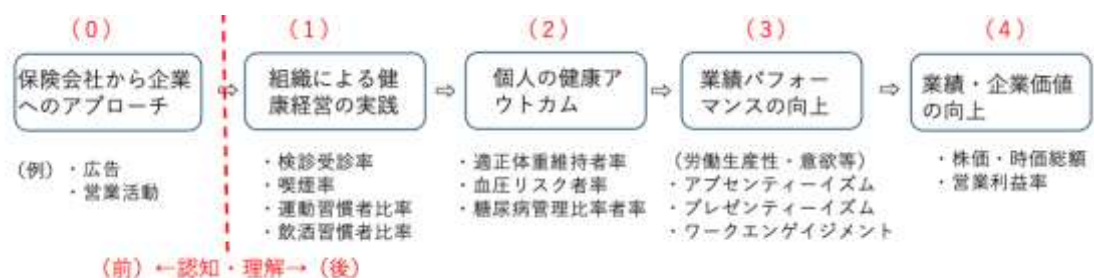 (0)
(1)
(2)
(3)
(4)
保険会社から企業
へのアプローチ
⇨
組織による健
康経営の実践
⇨
個人の健康ア
ウトカム
⇨
業績パフォー
マンスの向上
⇨
業績・企業価値
の向上
(例)・広告
・営業活動
・検診受診率
・喫煙率
・運動習慣者比率
・飲酒習慣者比率
・適正体重維持者率
・血圧リスク者率
・糖尿病管理比率者率
(労働生産性・意欲等)
・アブセンティーイズム
・プレゼンティーイズム
・ワークエンゲイジメント
・株価・時価総額
・営業利益率
(前)←認知・理解→(後)